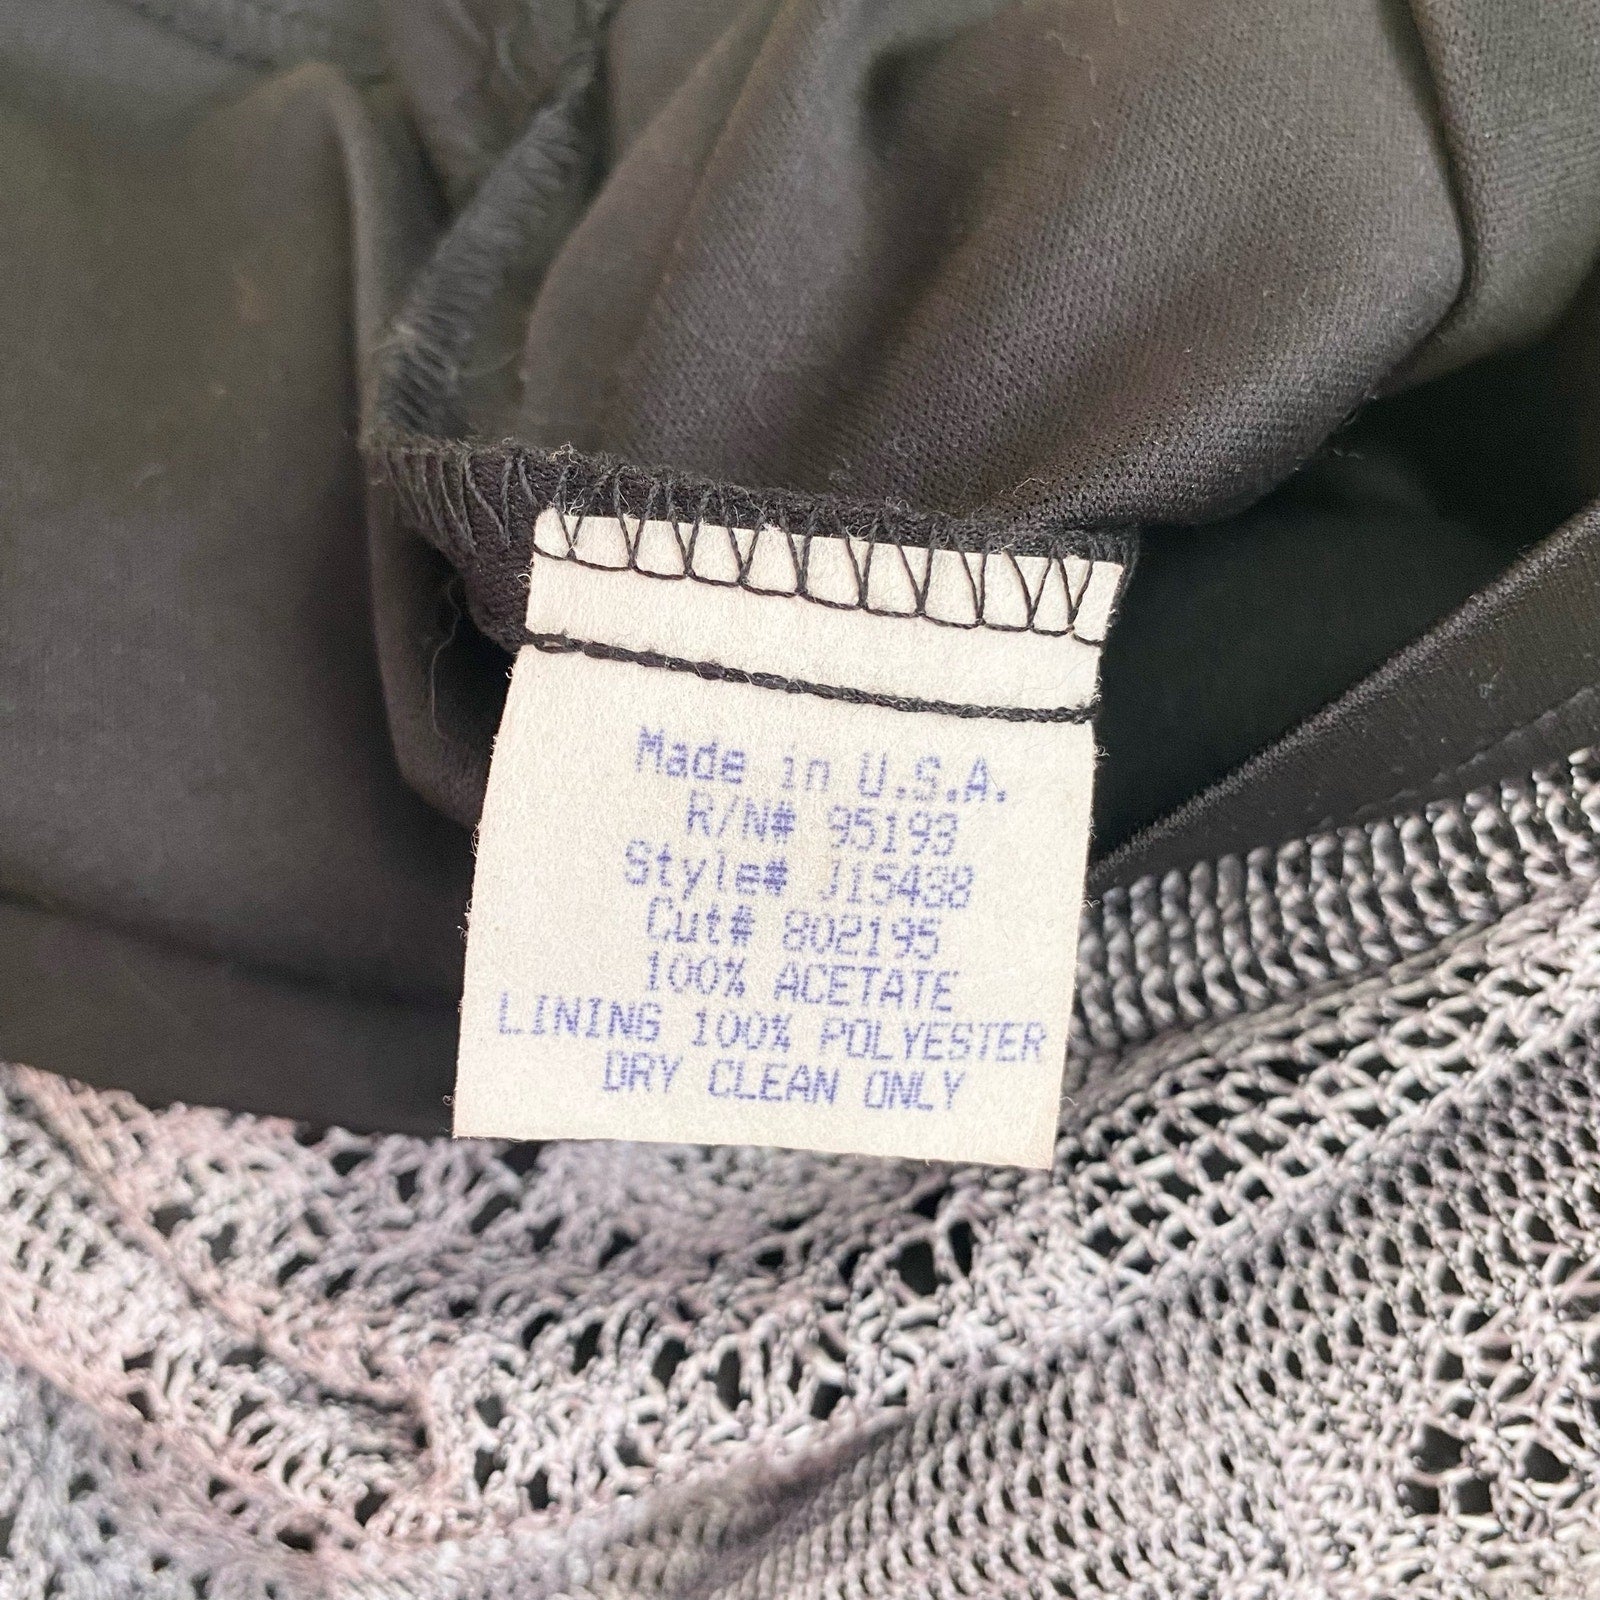 Made in U.S.A.
R/N# 95193
Style# J15438
Cut# 802195
100% ACETATE
LINING 100% POLYESTER
DRY CLEAN ONLY